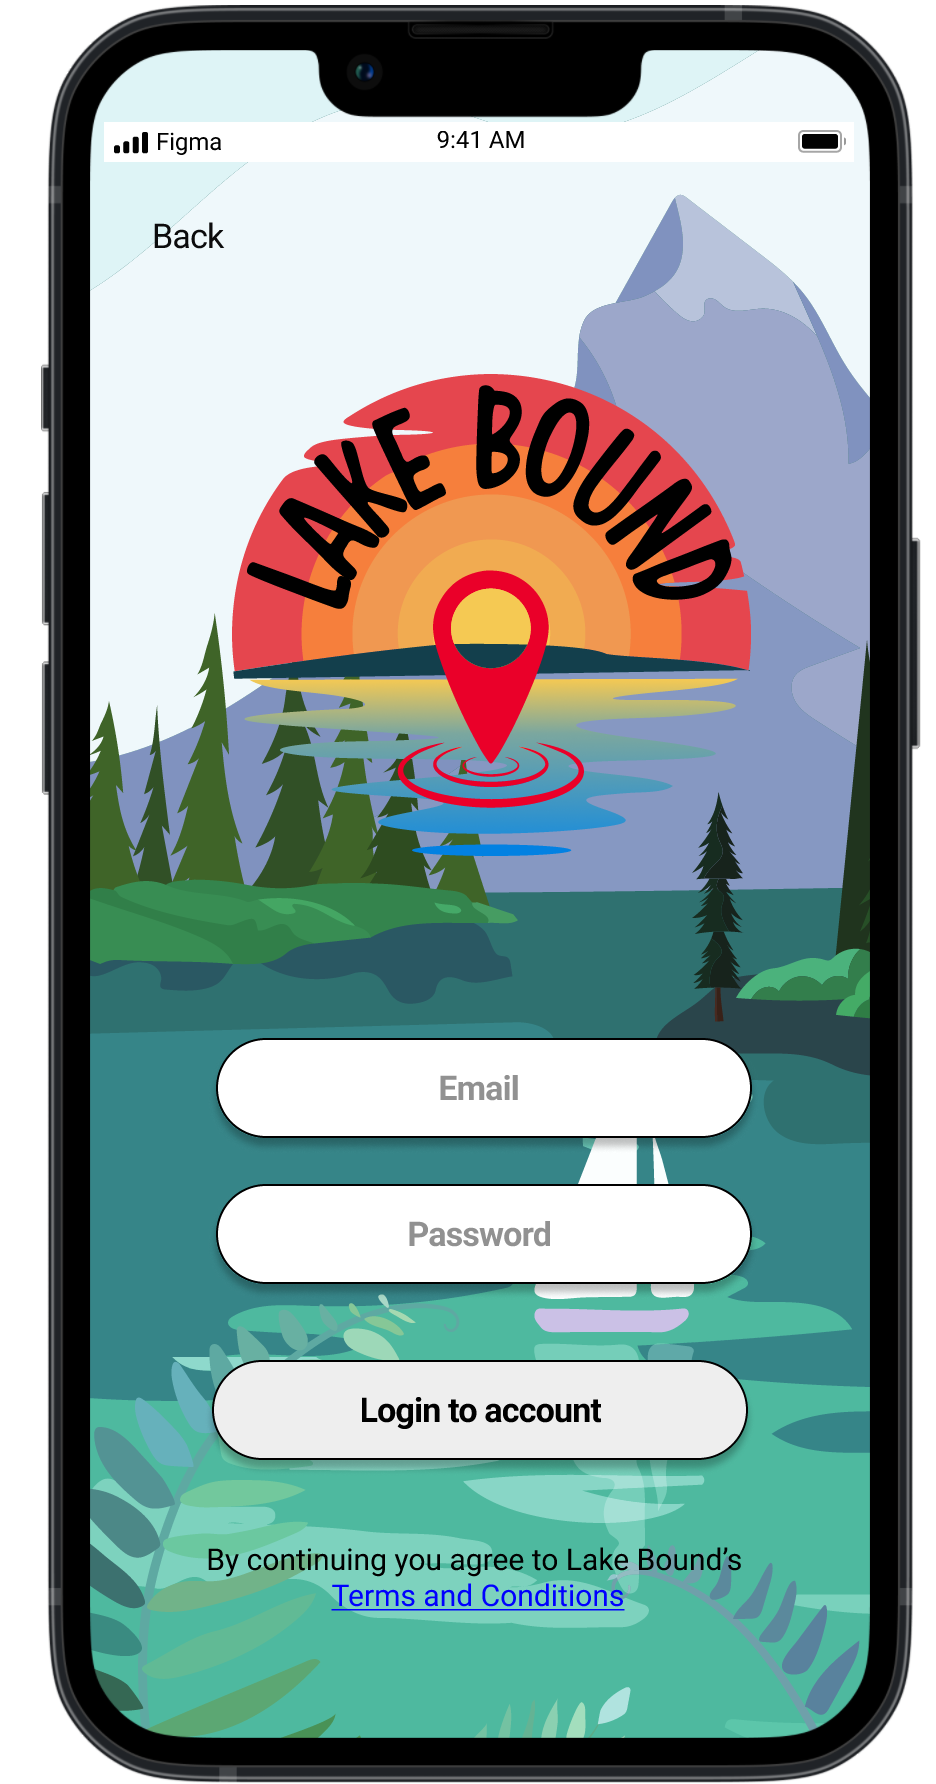 Figma
9:41 AM
Back
LAKE BOUND
Email
Password
Login to account
By continuing you agree to Lake Bound’s
Terms and Conditions